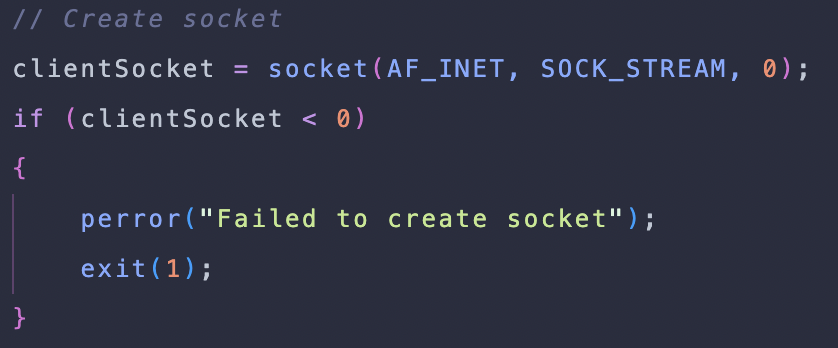 // Create socket
clientSocket = socket(AF_INET, SOCK_STREAM, 0);
if (clientSocket < 0)
{
    perror("Failed to create socket");
    exit(1);
}